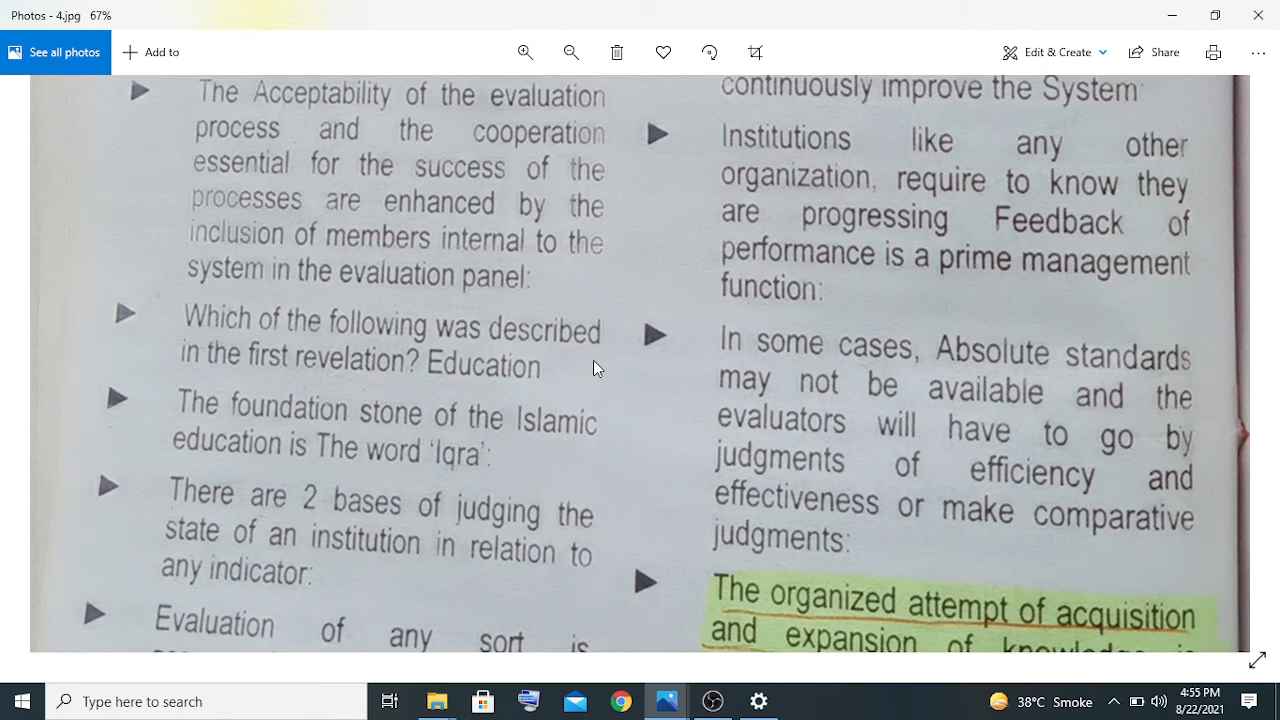 Photos - 4.jpg 67%
See all photos
Add to
Edit & Create
Share
The Acceptability of the evaluation
process and the cooperation
essential for the success of the
processes are enhanced by the
inclusion of members internal to the
system in the evaluation panel:
Which of the following was described
in the first revelation? Education
The foundation stone of the Islamic
education is The word 'Iqra':
There are 2 bases of judging the
state of an institution in relation to
any indicator:
Evaluation of any sort is
continuously improve the System:
Institutions like any other
organization, require to know they
are progressing Feedback of
performance is a prime management
function:
In some cases, Absolute standards
may not be available and the
evaluators will have to go by
judgments of efficiency and
effectiveness or make comparative
judgments:
The organized attempt of acquisition
and expansion of knowledge is
Type here to search
38°C Smoke
4:55 PM
8/22/2021